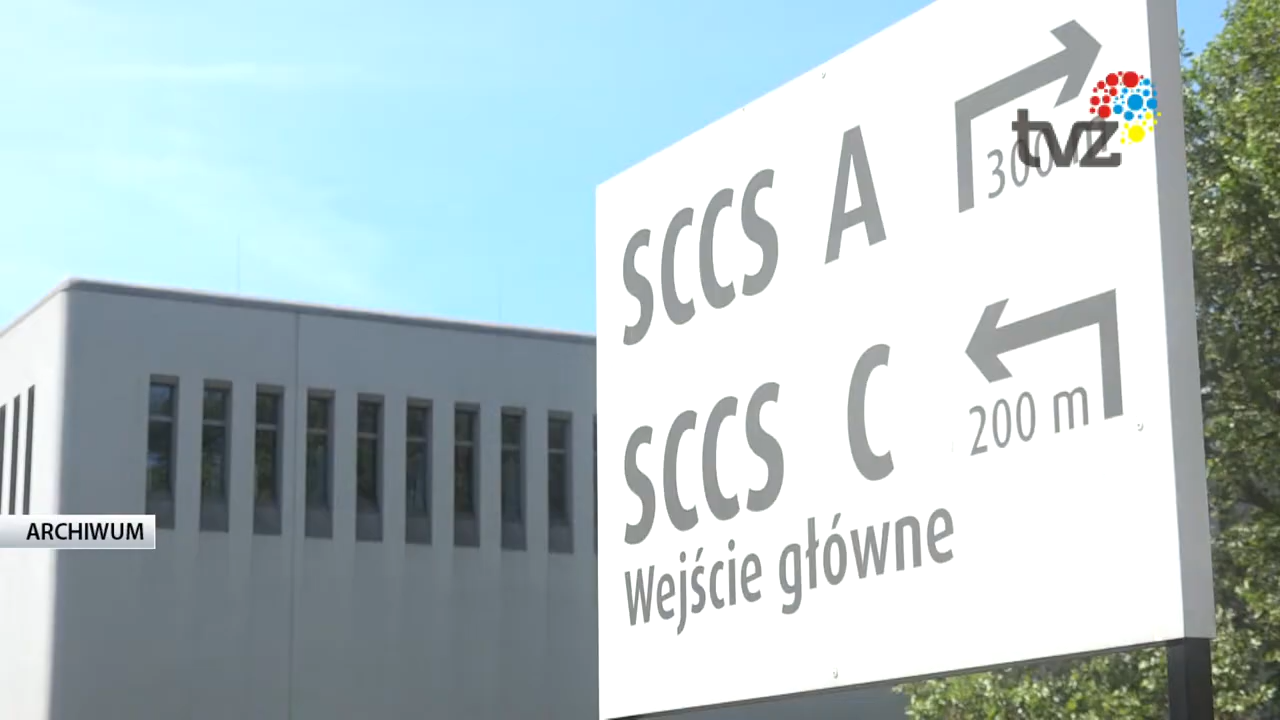 SCCS A
300 m
tvz
SCCS C
200 m
Wejście główne
ARCHIWUM